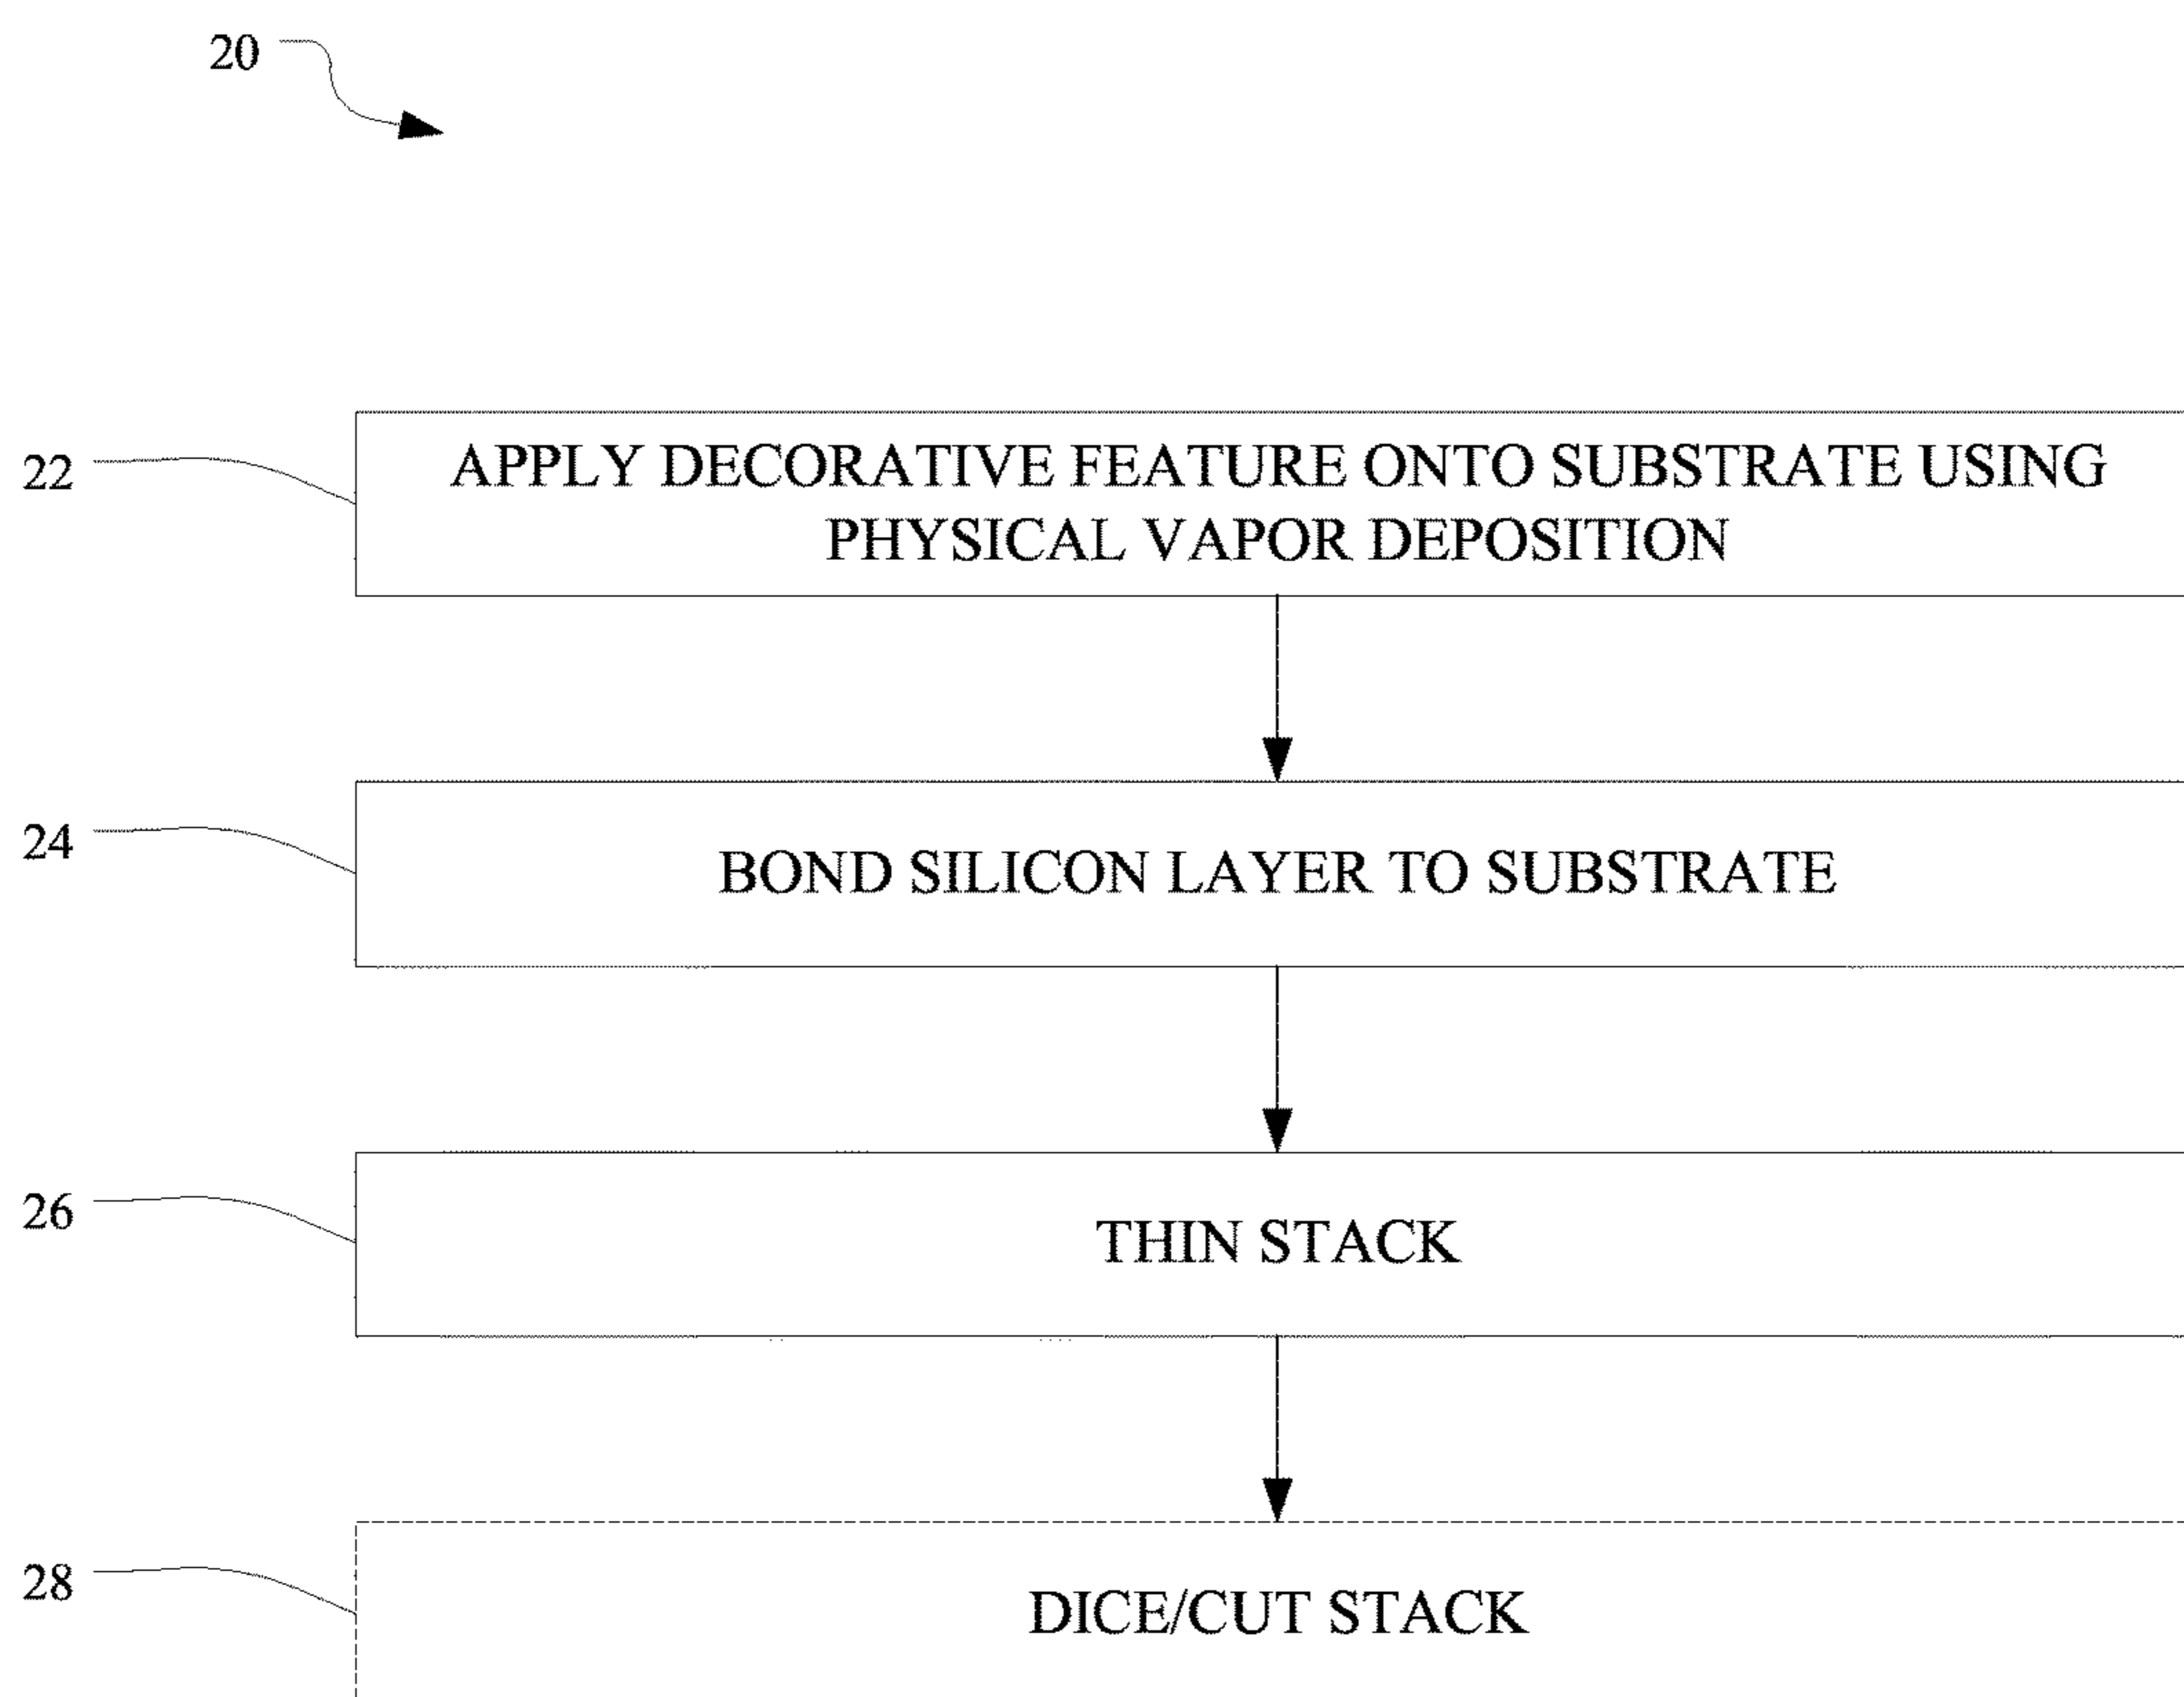 20
22
APPLY DECORATIVE FEATURE ONTO SUBSTRATE USING
PHYSICAL VAPOR DEPOSITION
24
BOND SILICON LAYER TO SUBSTRATE
26
THIN STACK
28
DICE/CUT STACK